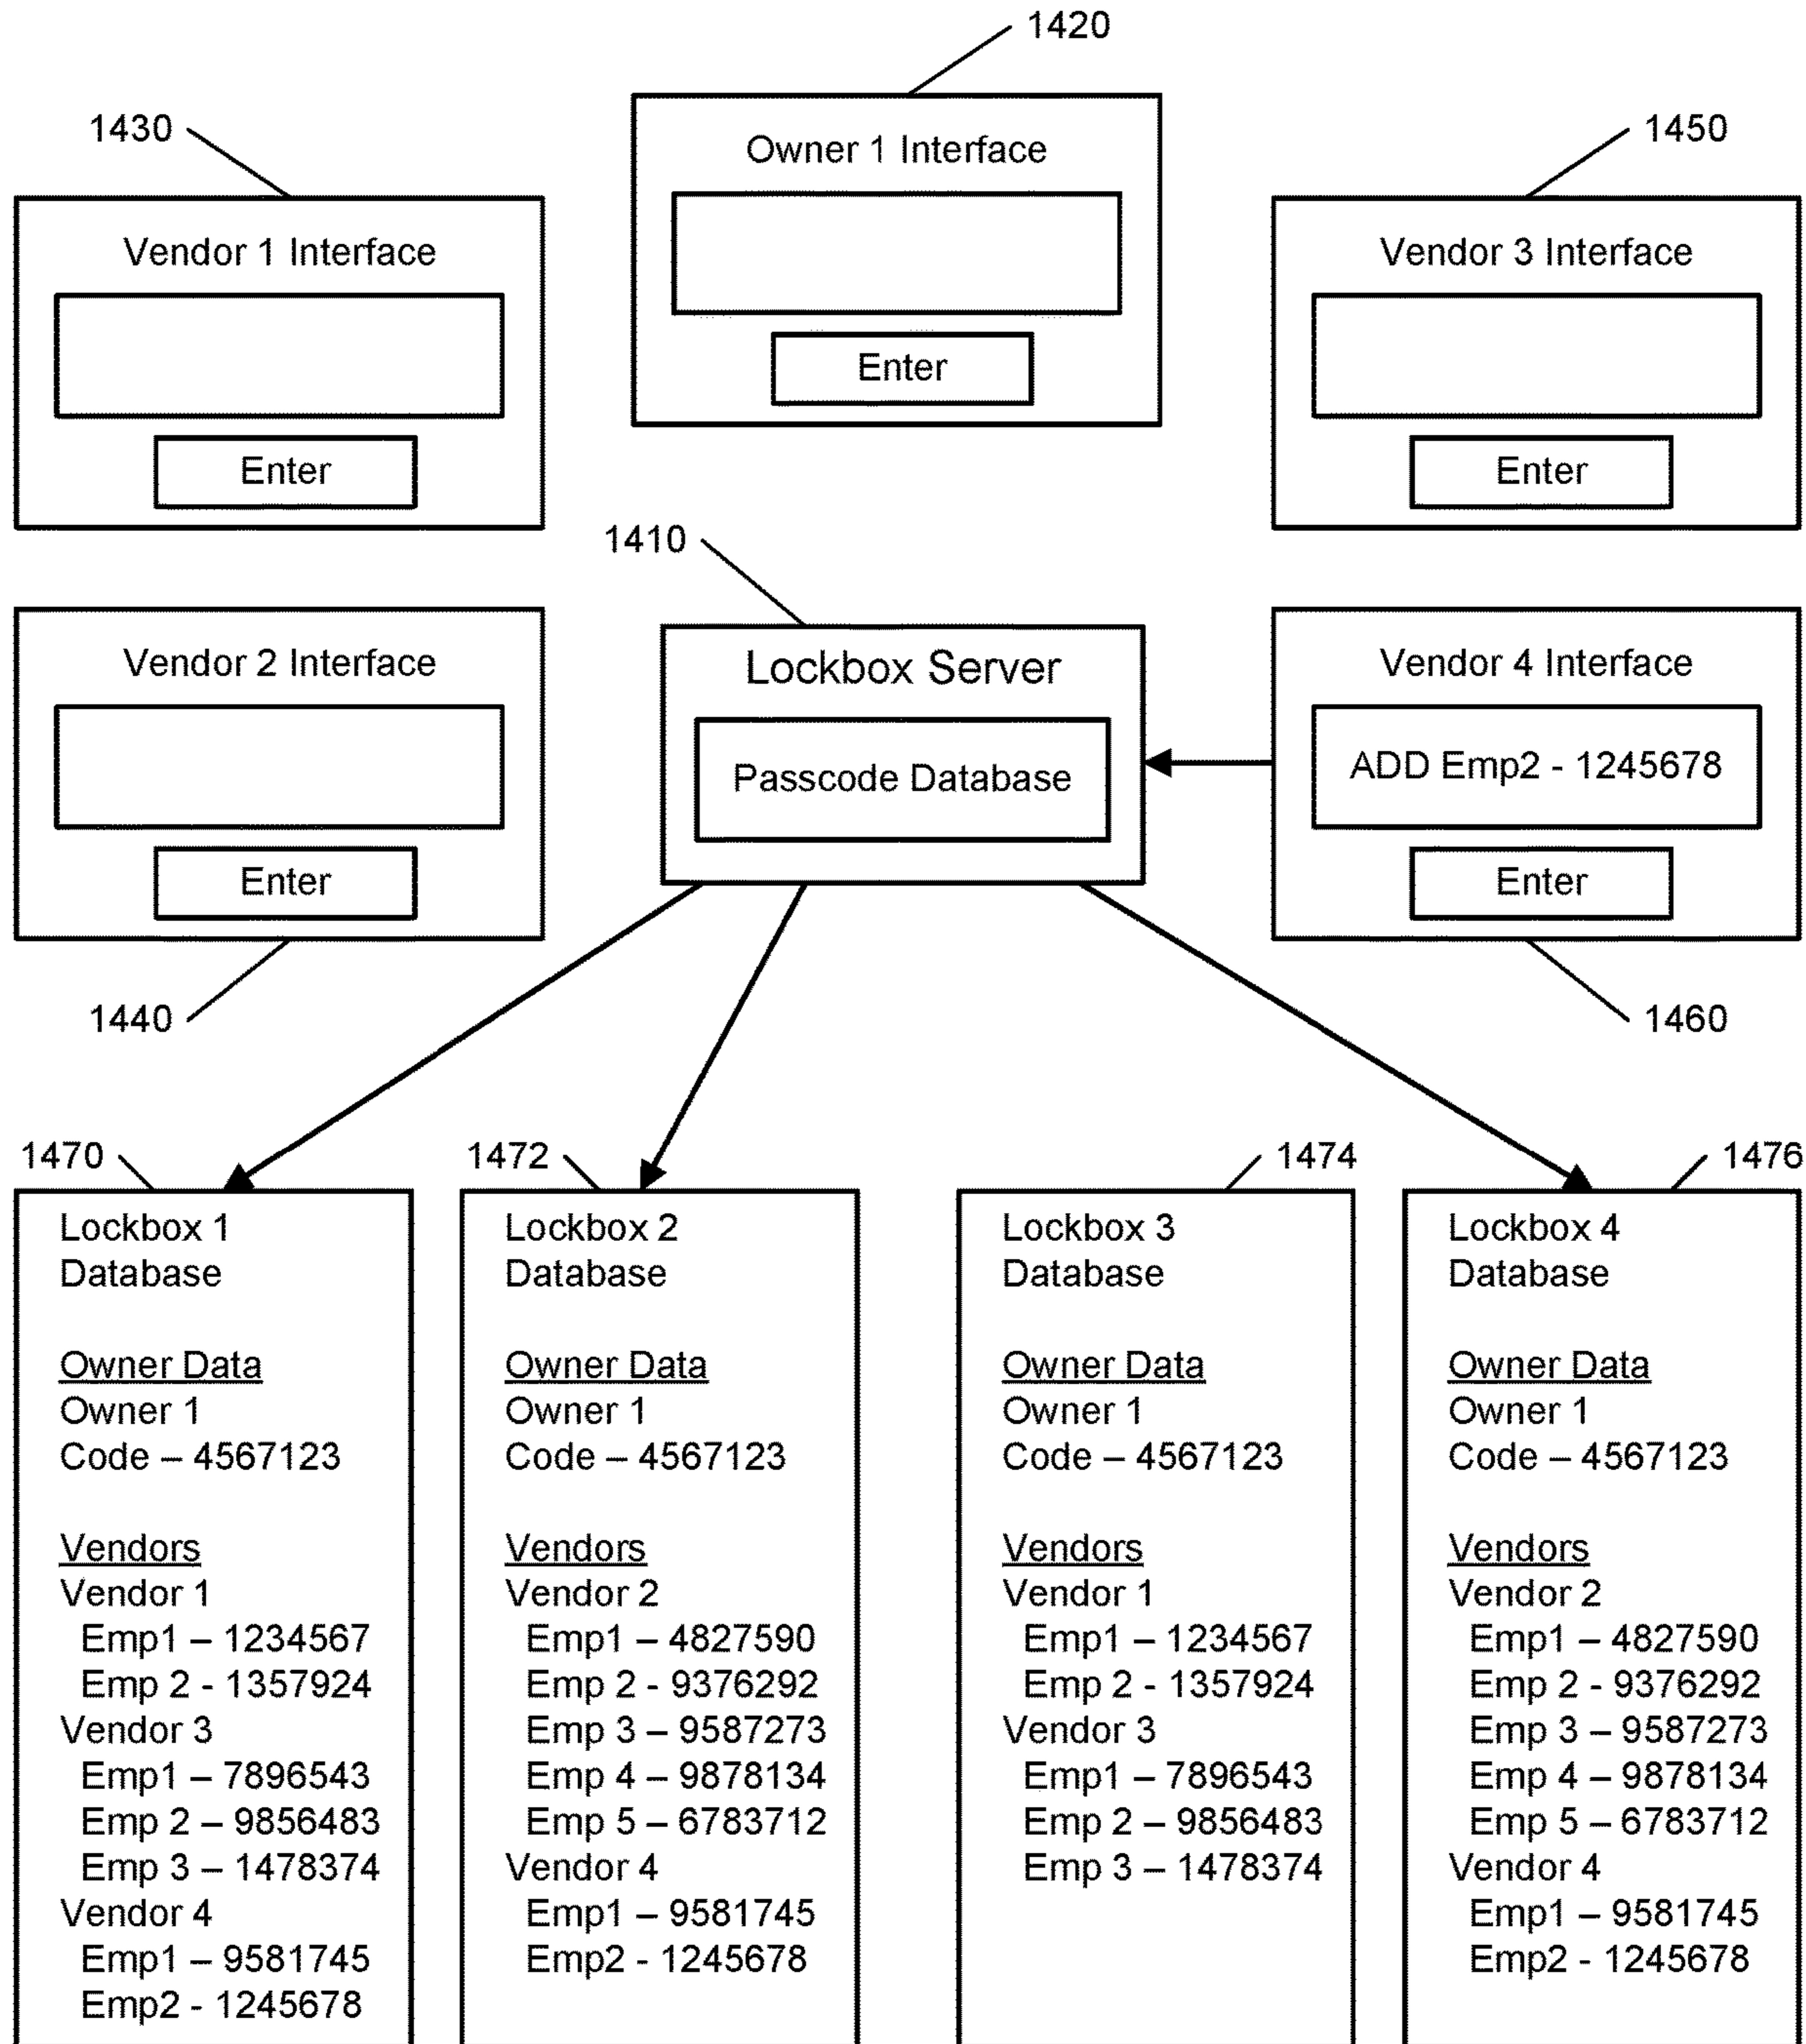 1420
1430
Owner 1 Interface
Enter
1450
Vendor 1 Interface
Enter
Vendor 3 Interface
Enter
1410
Vendor 2 Interface
Enter
1440
Lockbox Server
Passcode Database
Vendor 4 Interface
ADD Emp2 - 1245678
Enter
1460
1470
Lockbox 1
Database
Owner Data
Owner 1
Code – 4567123
Vendors
Vendor 1
Emp1 – 1234567
Emp 2 - 1357924
Vendor 3
Emp1 – 7896543
Emp 2 – 9856483
Emp 3 – 1478374
Vendor 4
Emp1 – 9581745
Emp2 - 1245678
1472
Lockbox 2
Database
Owner Data
Owner 1
Code – 4567123
Vendors
Vendor 2
Emp1 – 4827590
Emp 2 - 9376292
Emp 3 – 9587273
Emp 4 – 9878134
Emp 5 – 6783712
Vendor 4
Emp1 – 9581745
Emp2 - 1245678
1474
Lockbox 3
Database
Owner Data
Owner 1
Code – 4567123
Vendors
Vendor 1
Emp1 – 1234567
Emp 2 - 1357924
Vendor 3
Emp1 – 7896543
Emp 2 – 9856483
Emp 3 – 1478374
1476
Lockbox 4
Database
Owner Data
Owner 1
Code – 4567123
Vendors
Vendor 2
Emp1 – 4827590
Emp 2 - 9376292
Emp 3 – 9587273
Emp 4 – 9878134
Emp 5 – 6783712
Vendor 4
Emp1 – 9581745
Emp2 - 1245678